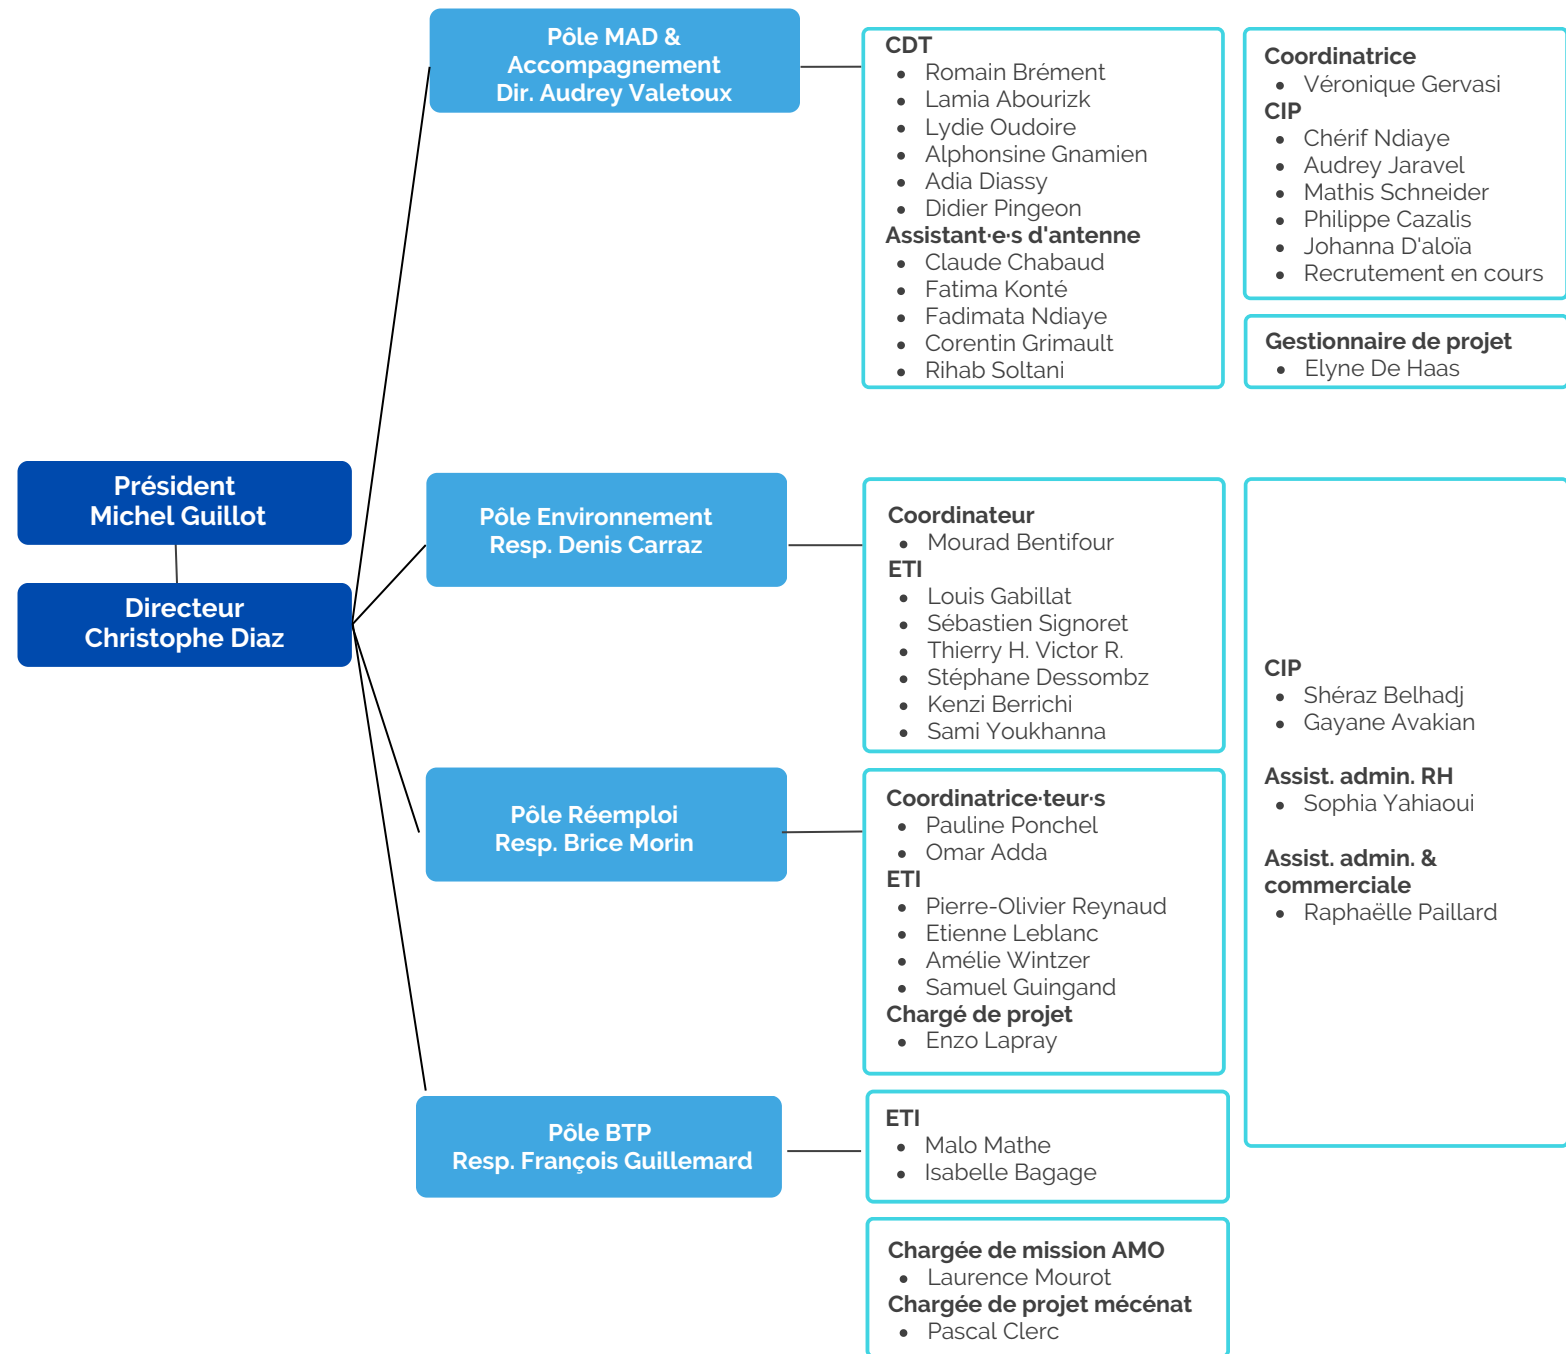 Président
Michel Guillot
Directeur
Christophe Diaz
Pôle MAD &
Accompagnement
Dir. Audrey Valetoux
CDT
Romain Brément
Lamia Abourizk
Lydie Oudoire
Alphonsine Gnamien
Adia Diassy
Didier Pingeon
Assistant·e·s d'antenne
Claude Chabaud
Fatima Konté
Fadimata Ndiaye
Corentin Grimault
Rihab Soltani
Coordinatrice
Véronique Gervasi
CIP
Chérif Ndiaye
Audrey Jaravel
Mathis Schneider
Philippe Cazalis
Johanna D'aloïa
Recrutement en cours
Gestionnaire de projet
Elyne De Haas
Pôle Environnement
Resp. Denis Carraz
Coordinateur
Mourad Bentifour
ETI
Louis Gabillat
Sébastien Signoret
Thierry H. Victor R.
Stéphane Dessombz
Kenzi Berrichi
Sami Youkhanna
Pôle Réemploi
Resp. Brice Morin
Coordinatrice·teur·s
Pauline Ponchel
Omar Adda
ETI
Pierre-Olivier Reynaud
Etienne Leblanc
Amélie Wintzer
Samuel Guingand
Chargé de projet
Enzo Lapray
CIP
Shéraz Belhadj
Gayane Avakian
Assist. admin. RH
Sophia Yahiaoui
Assist. admin. &
commerciale
Raphaëlle Paillard
Pôle BTP
Resp. François Guillemard
ETI
Malo Mathe
Isabelle Bagage
Chargée de mission AMO
Laurence Mourot
Chargée de projet mécénat
Pascal Clerc